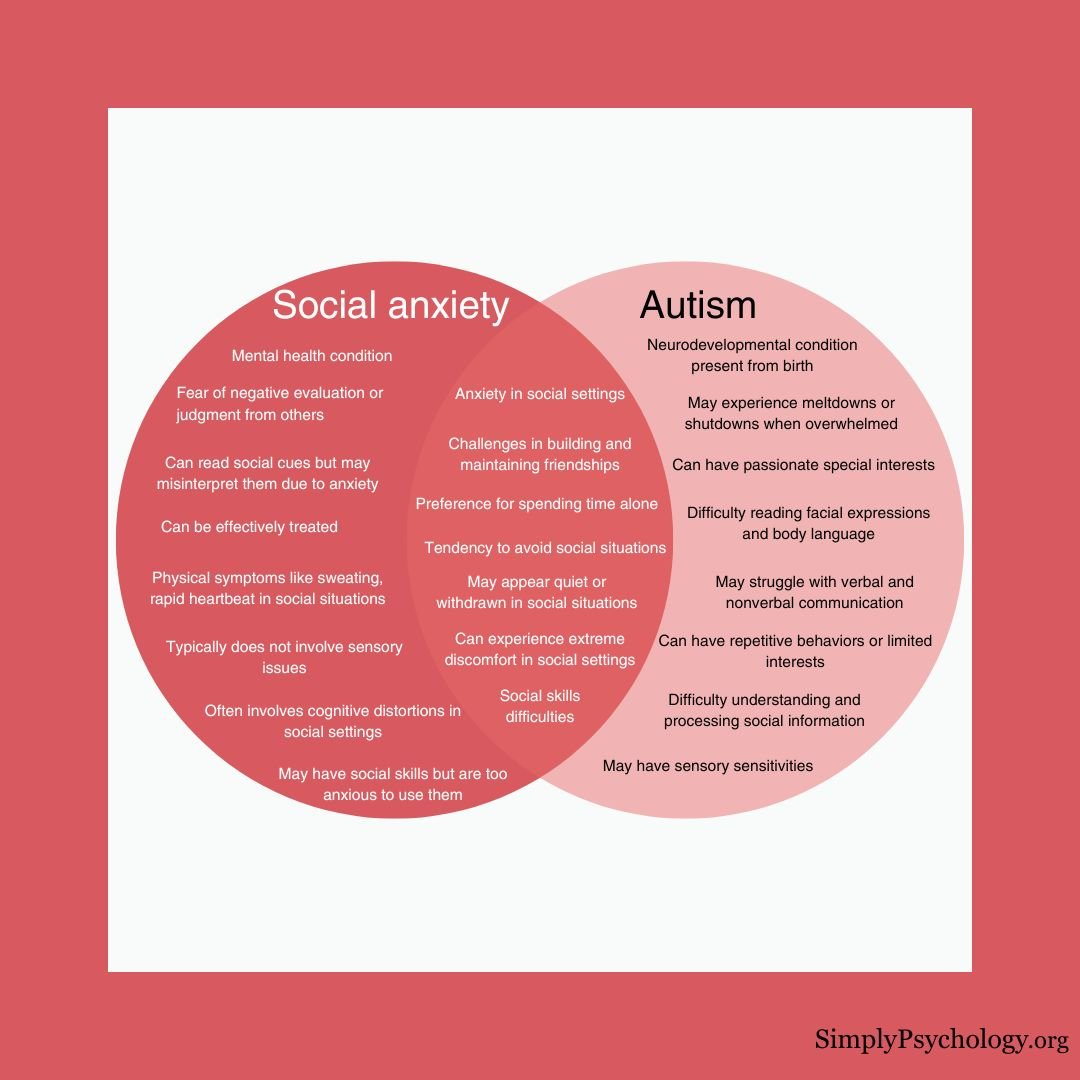 Social anxiety
Mental health condition
Fear of negative evaluation or
judgment from others
Can read social cues but may
misinterpret them due to anxiety
Can be effectively treated
Physical symptoms like sweating,
rapid heartbeat in social situations
Typically does not involve sensory
issues
Often involves cognitive distortions in
social settings
May have social skills but are too
anxious to use them
Anxiety in social settings
Challenges in building and
maintaining friendships
Preference for spending time alone
Tendency to avoid social situations
May appear quiet or
withdrawn in social situations
Can experience extreme
discomfort in social settings
Social skills
difficulties
Autism
Neurodevelopmental condition
present from birth
May experience meltdowns or
shutdowns when overwhelmed
Can have passionate special interests
Difficulty reading facial expressions
and body language
May struggle with verbal and
nonverbal communication
Can have repetitive behaviors or limited
interests
Difficulty understanding and
processing social information
May have sensory sensitivities
SimplyPsychology.org